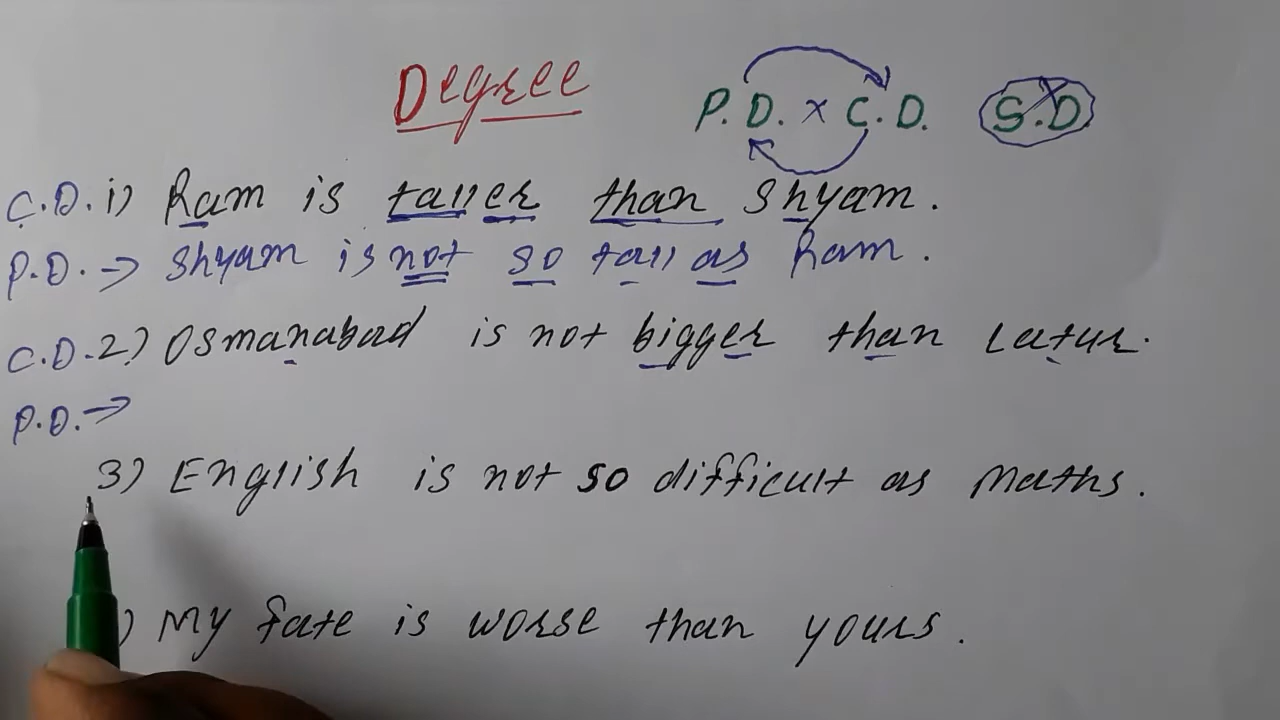 Degree
P.D. x C.D. S.D.
C.D. 1) Ram is taller than Shyam.
P.D. → Shyam is not so tall as Ram.
C.D. 2) Osmanabad is not bigger than Latur.
P.D. →
3) English is not so difficult as Maths.
) My fate is worse than yours.